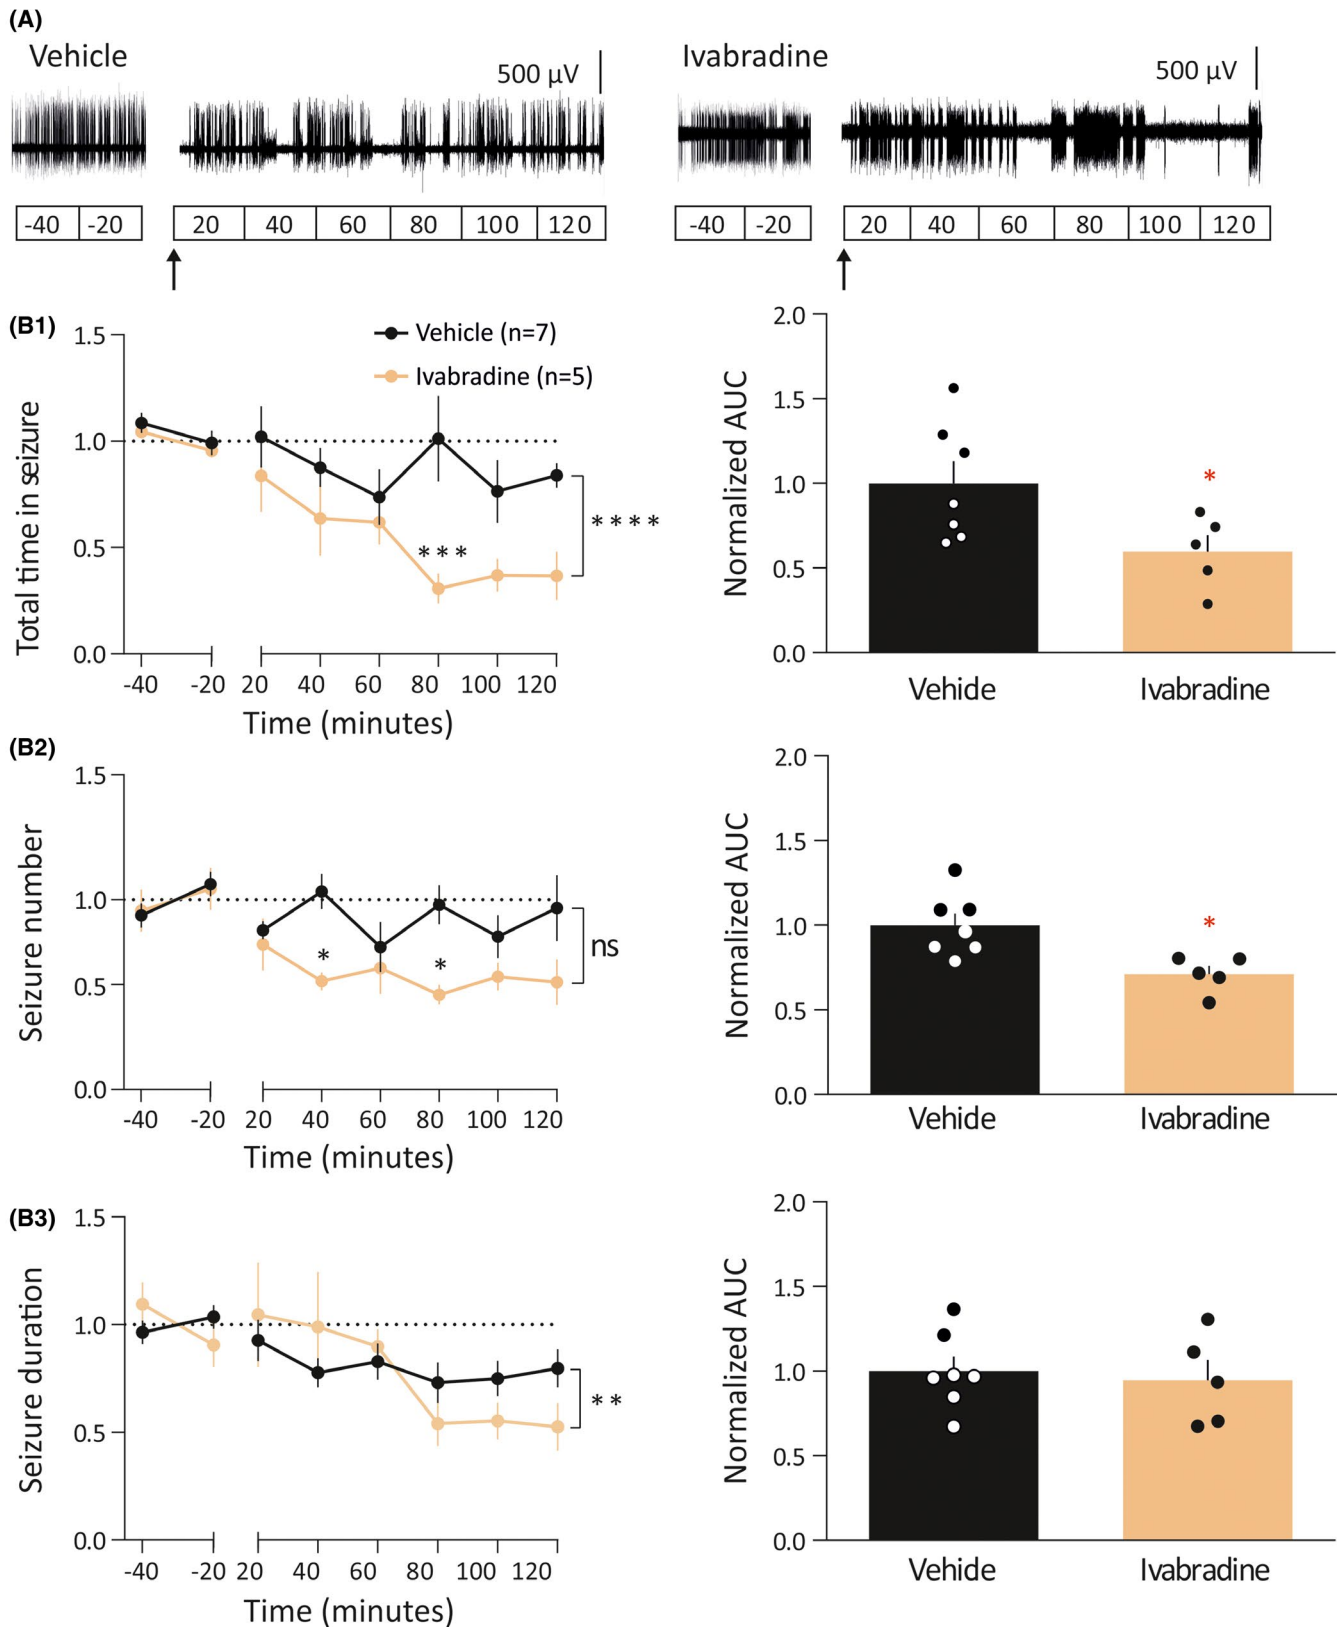 (A)
Vehicle
500 µV
Ivabradine
500 µV
-40 -20 20 40 60 80 100 120
-40 -20 20 40 60 80 100 120
(B1)
Vehicle (n=7)
Ivabradine (n=5)
Total time in seizure
1.5
1.0
0.5
0.0
****
***
-40 -20 20 40 60 80 100 120
Time (minutes)
Normalized AUC
2.0
1.5
1.0
0.5
0.0
*
Vehide Ivabradine
(B2)
Seizure number
1.5
1.0
0.5
0.0
*
*
ns
-40 -20 20 40 60 80 100 120
Time (minutes)
Normalized AUC
2.0
1.5
1.0
0.5
0.0
*
Vehide Ivabradine
(B3)
Seizure duration
1.5
1.0
0.5
0.0
**
-40 -20 20 40 60 80 100 120
Time (minutes)
Normalized AUC
2.0
1.5
1.0
0.5
0.0
Vehide Ivabradine